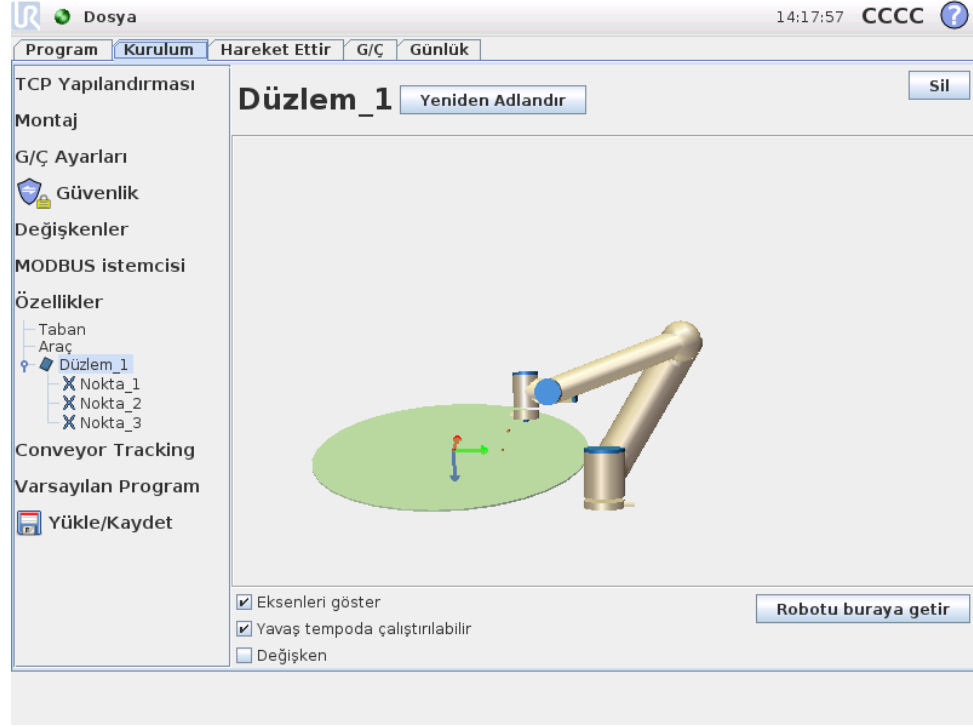 UR Dosya 14:17:57 CCCC ?
Program Kurulum Hareket Ettir G/Ç Günlük
TCP Yapılandırması
Montaj
G/Ç Ayarları
Güvenlik
Değişkenler
MODBUS istemcisi
Özellikler
Taban
Araç
Düzlem_1
Nokta_1
Nokta_2
Nokta_3
Conveyor Tracking
Varsayılan Program
Yükle/Kaydet
Düzlem_1 Yeniden Adlandır Sil
Eksenleri göster
Yavaş tempoda çalıştırılabilir
Değişken
Robotu buraya getir